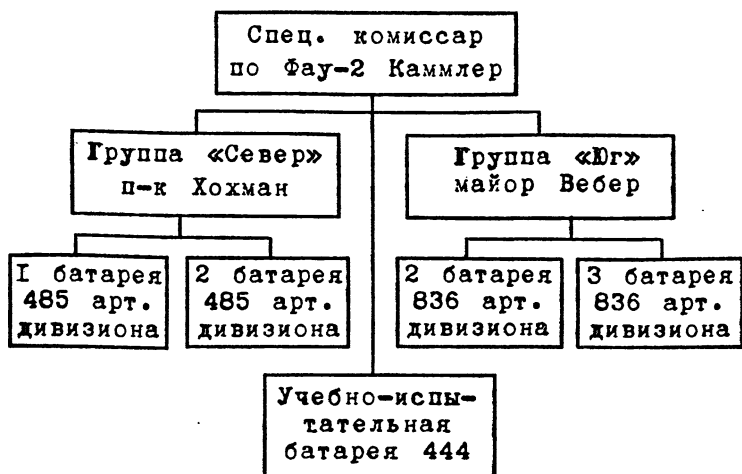 Спец. комиссар
по Фау-2 Каммлер
Группа «Север»
п-к Хохман
Группа «Юг»
майор Вебер
I батарея
485 арт.
дивизиона
2 батарея
485 арт.
дивизиона
2 батарея
836 арт.
дивизиона
3 батарея
836 арт.
дивизиона
Учебно-испы-
тательная
батарея 444